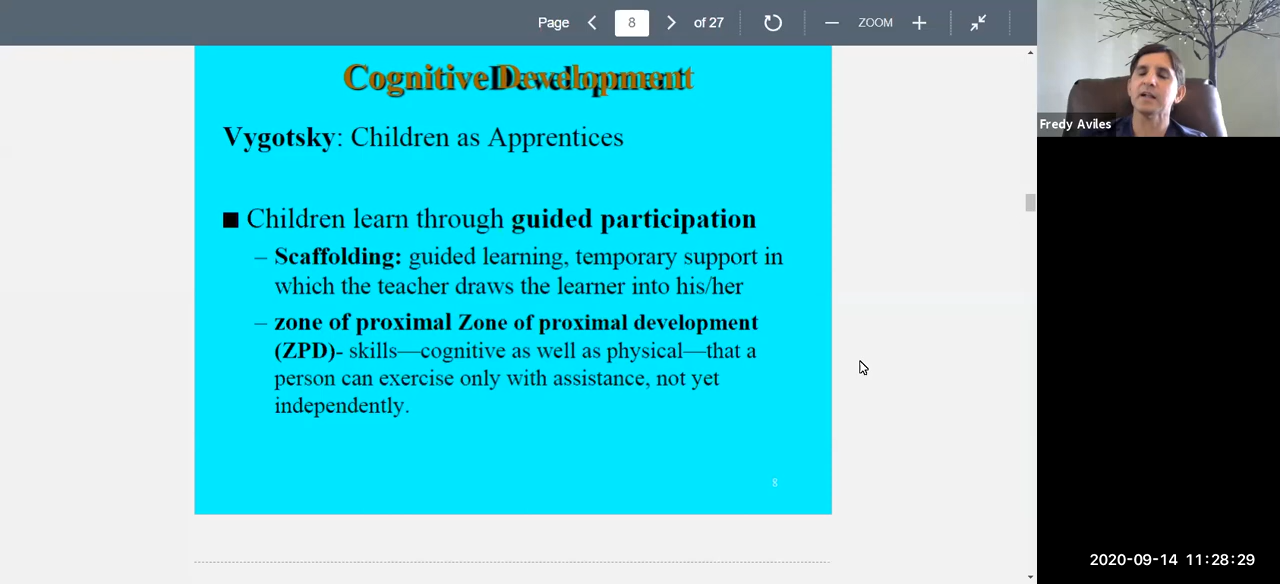 Page 8 of 27 ZOOM
Cognitive Development
Vygotsky: Children as Apprentices
■ Children learn through guided participation
– Scaffolding: guided learning, temporary support in
which the teacher draws the learner into his/her
– zone of proximal Zone of proximal development
(ZPD)- skills—cognitive as well as physical—that a
person can exercise only with assistance, not yet
independently.
8
Fredy Aviles
2020-09-14 11:28:29